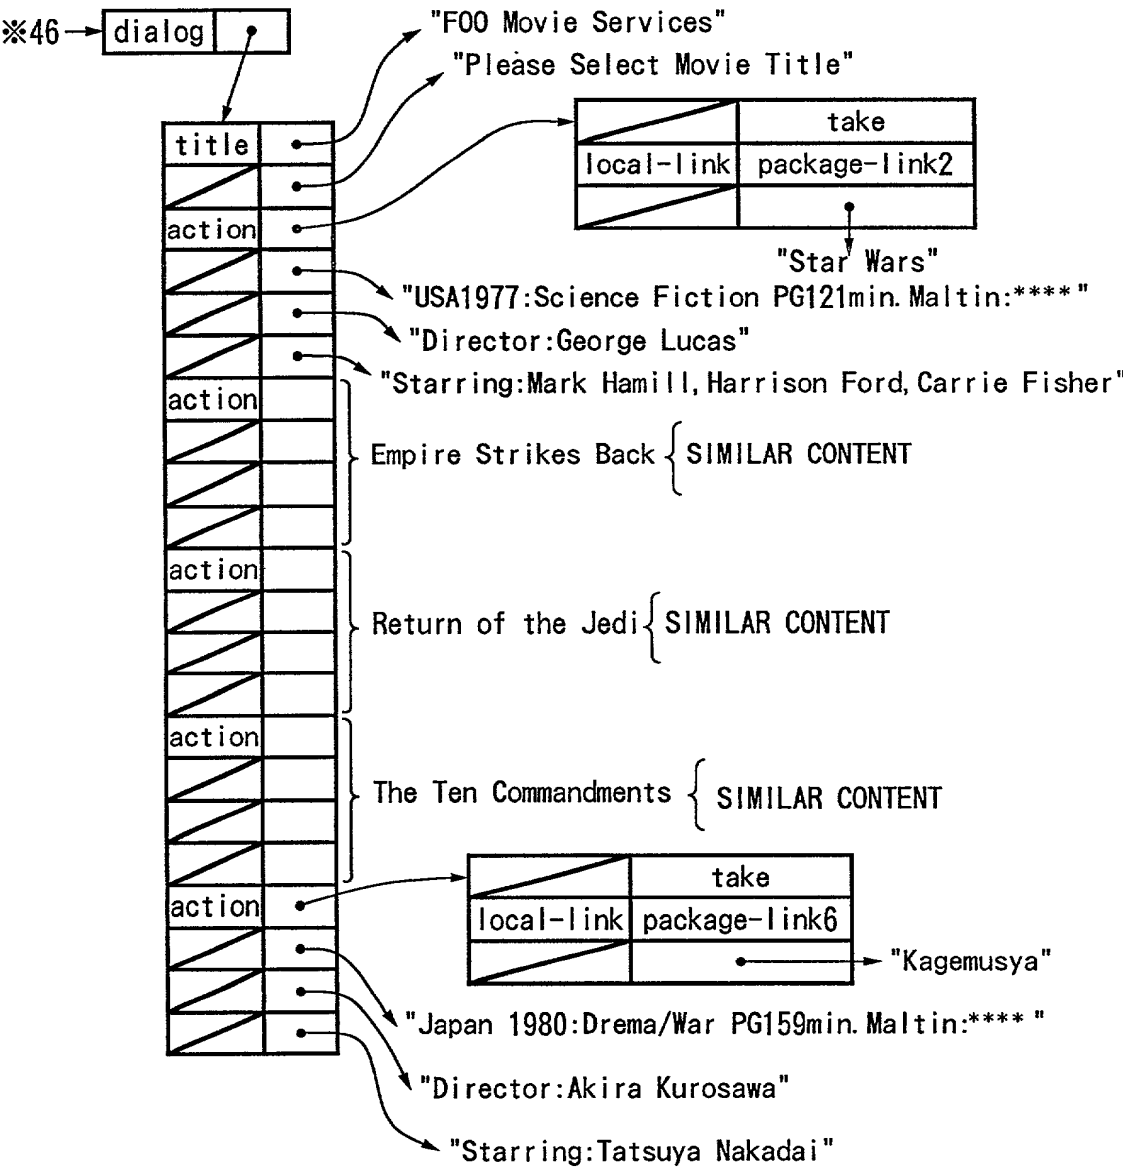 ※46
dialog
"FOO Movie Services"
"Please Select Movie Title"
title
take
local-link package-link2
action
"Star Wars"
"USA1977:Science Fiction PG121min. Maltin:****"
"Director:George Lucas"
"Starring:Mark Hamill, Harrison Ford, Carrie Fisher"
action
Empire Strikes Back { SIMILAR CONTENT
action
Return of the Jedi { SIMILAR CONTENT
action
The Ten Commandments { SIMILAR CONTENT
take
action
local-link package-link6
"Kagemusya"
"Japan 1980:Drema/War PG159min. Maltin:****"
"Director:Akira Kurosawa"
"Starring:Tatsuya Nakadai"